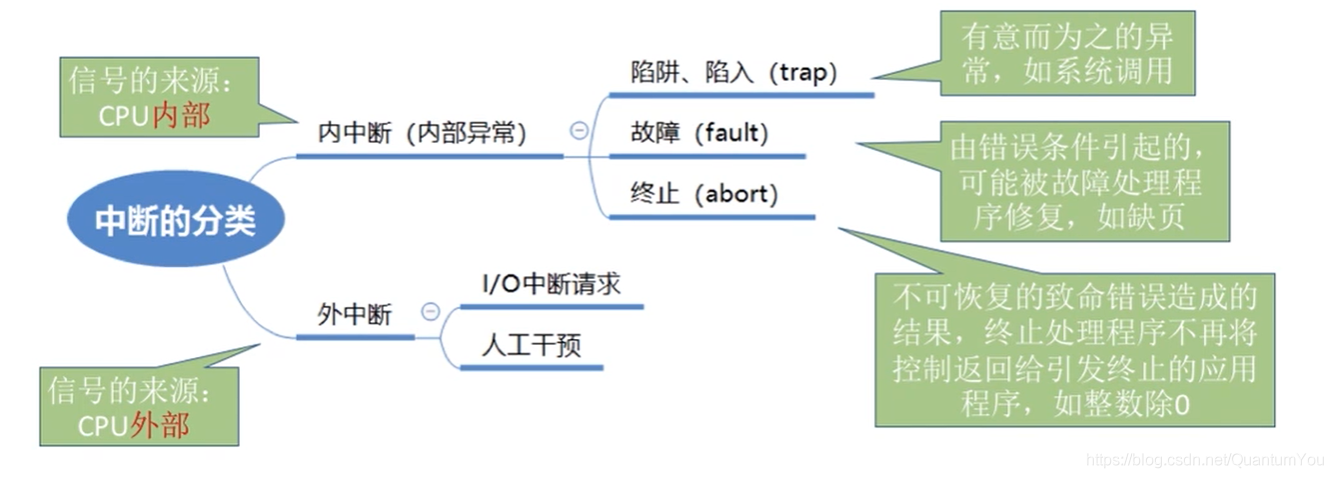 信号的来源：
CPU内部
中断的分类
内中断（内部异常）
陷阱、陷入（trap）
有意而为之的异
常，如系统调用
故障（fault）
由错误条件引起的，
可能被故障处理程
序修复，如缺页
终止（abort）
不可恢复的致命错误造成的
结果，终止处理程序不再将
控制返回给引发终止的应用
程序，如整数除0
外中断
I/O中断请求
人工干预
信号的来源：
CPU外部
https://blog.csdn.net/QuantumYou